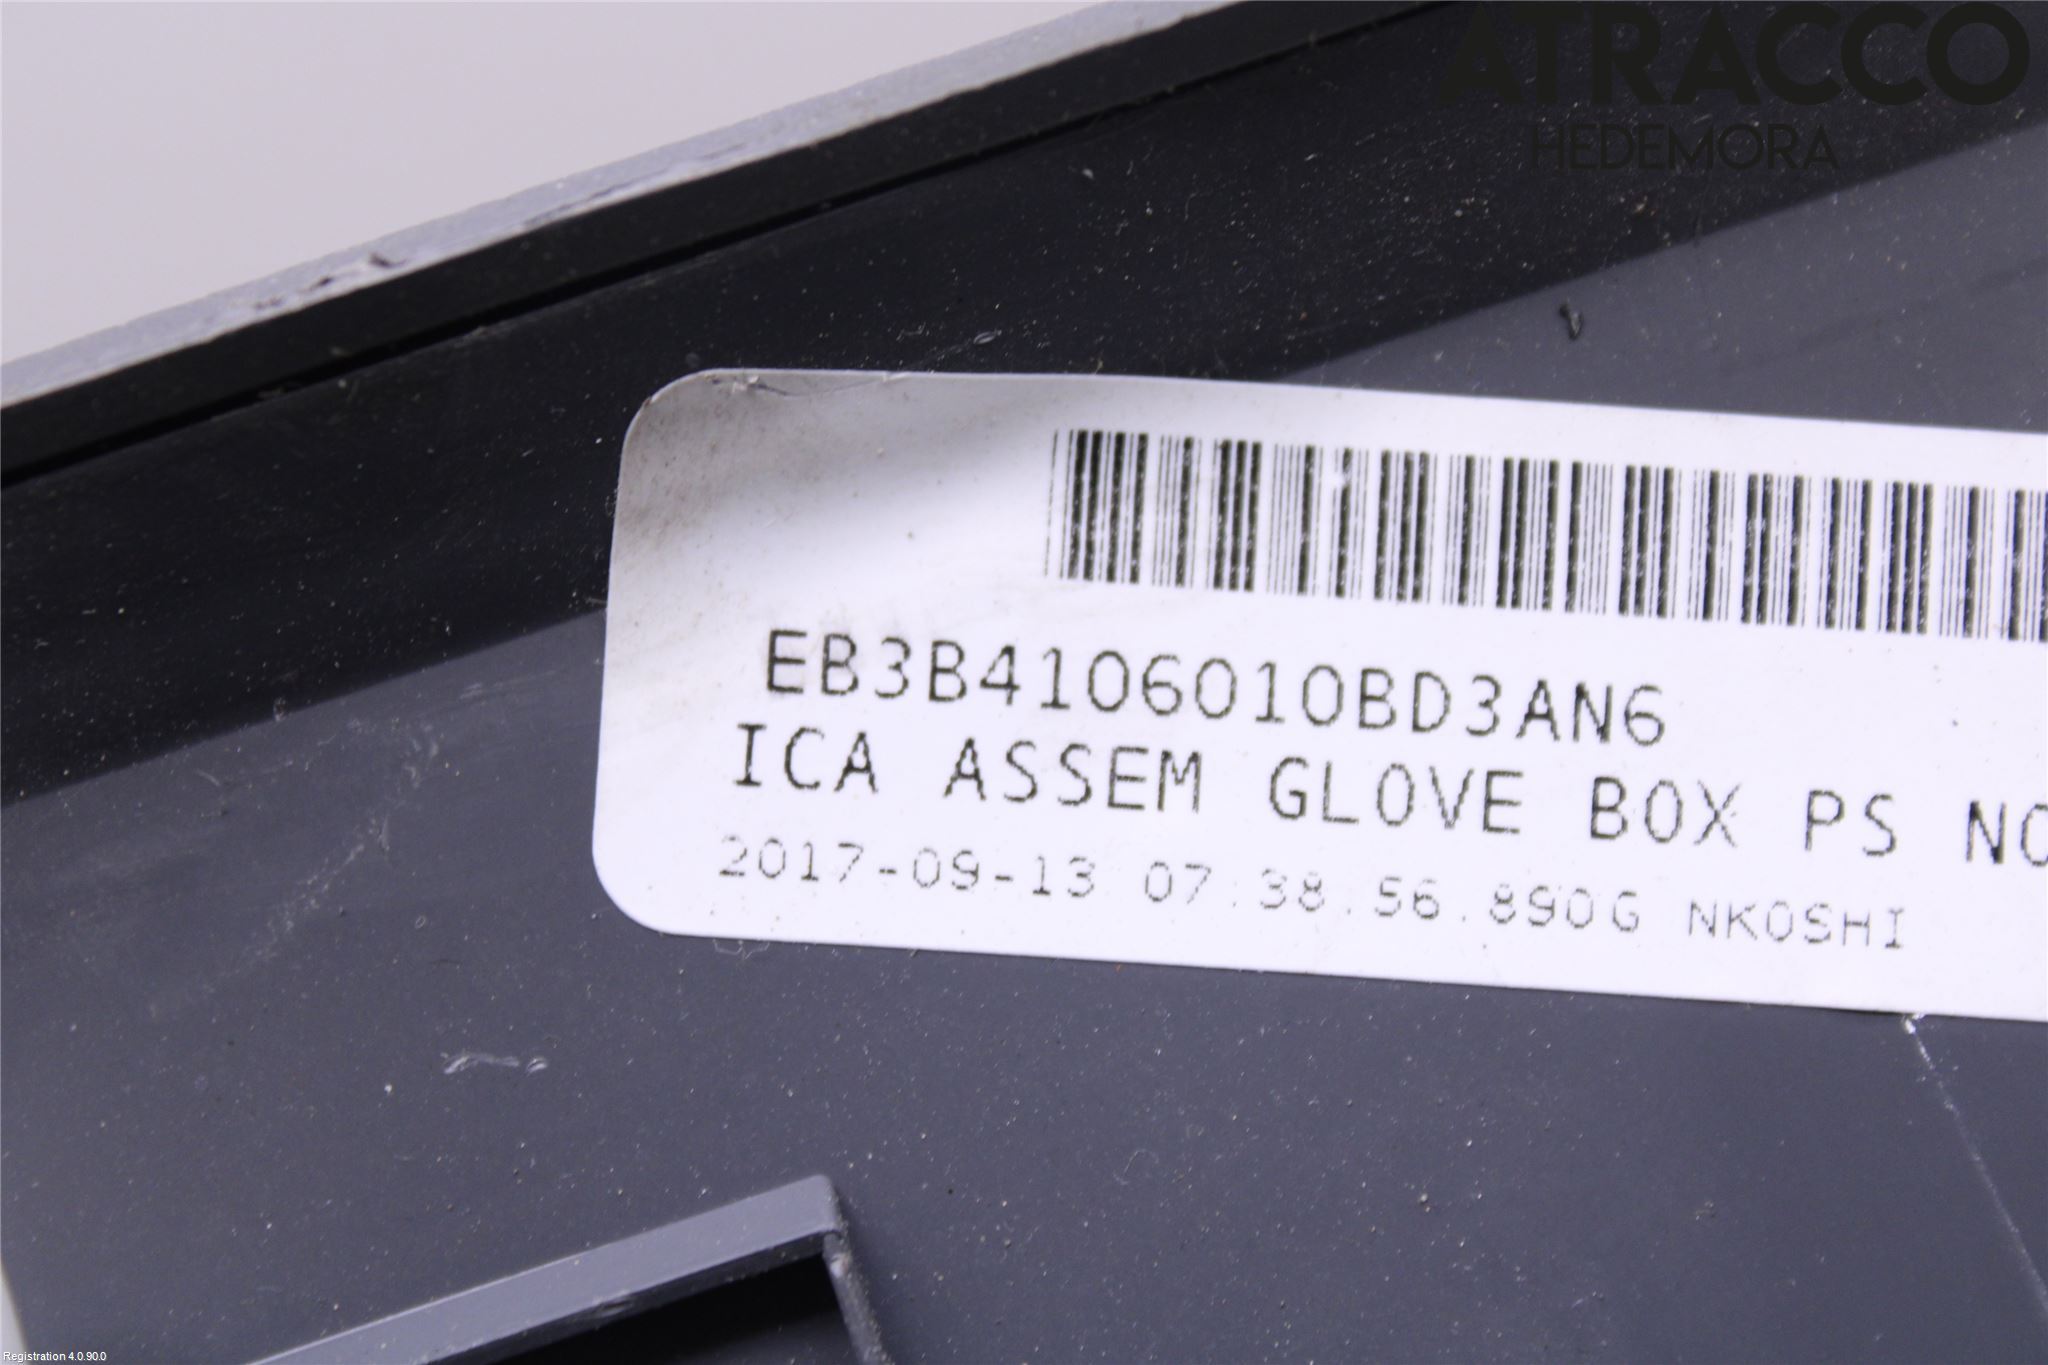 ATRACCO
HEDEMORA
EB3B4106010BD3AN6
ICA ASSEM GLOVE BOX PS
2017-09-13 07.38.56.890G NKOSHI
Registration 4.0.90.0